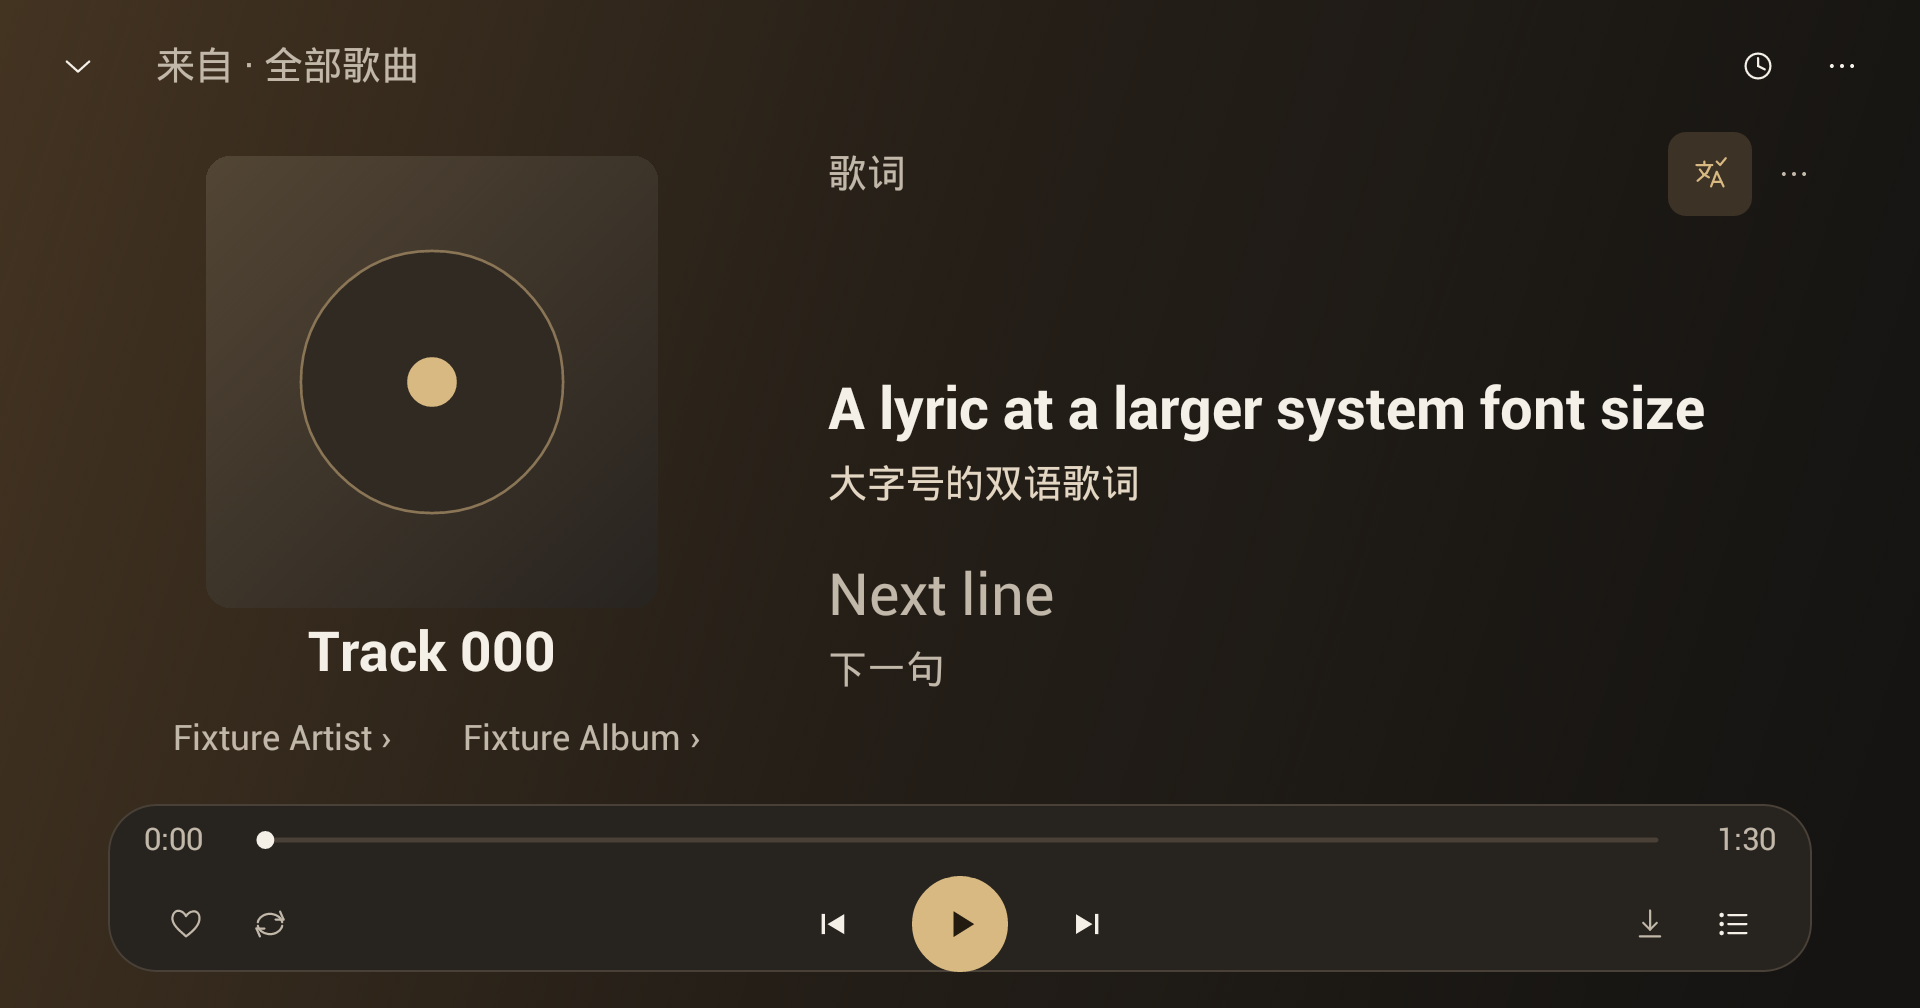 来自 · 全部歌曲
歌词
A lyric at a larger system font size
大字号的双语歌词
Next line
下一句
Track 000
Fixture Artist ›
Fixture Album ›
0:00
1:30